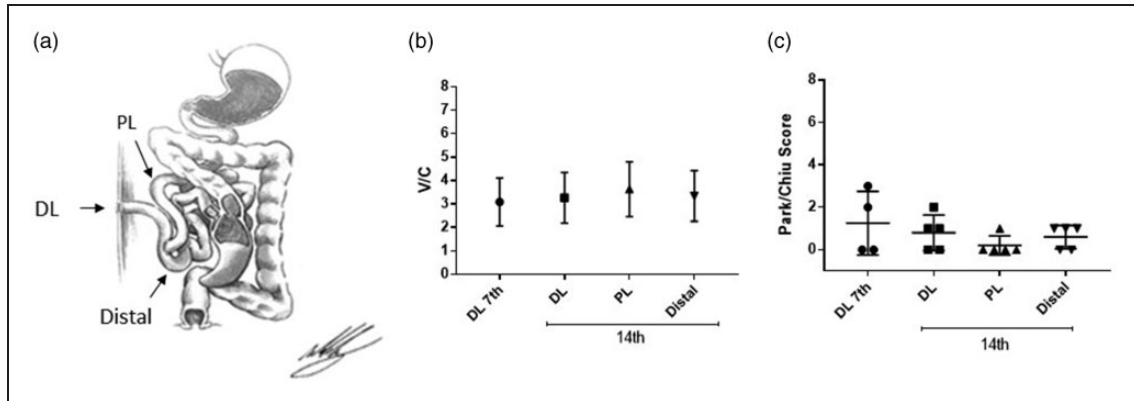 (a)
PL
DL
Distal
(b)
V/C
8
7
6
5
4
3
2
1
0
DL 7th
DL
PL
Distal
14th
(c)
Park/Chiu Score
8
6
4
2
0
DL 7th
DL
PL
Distal
14th